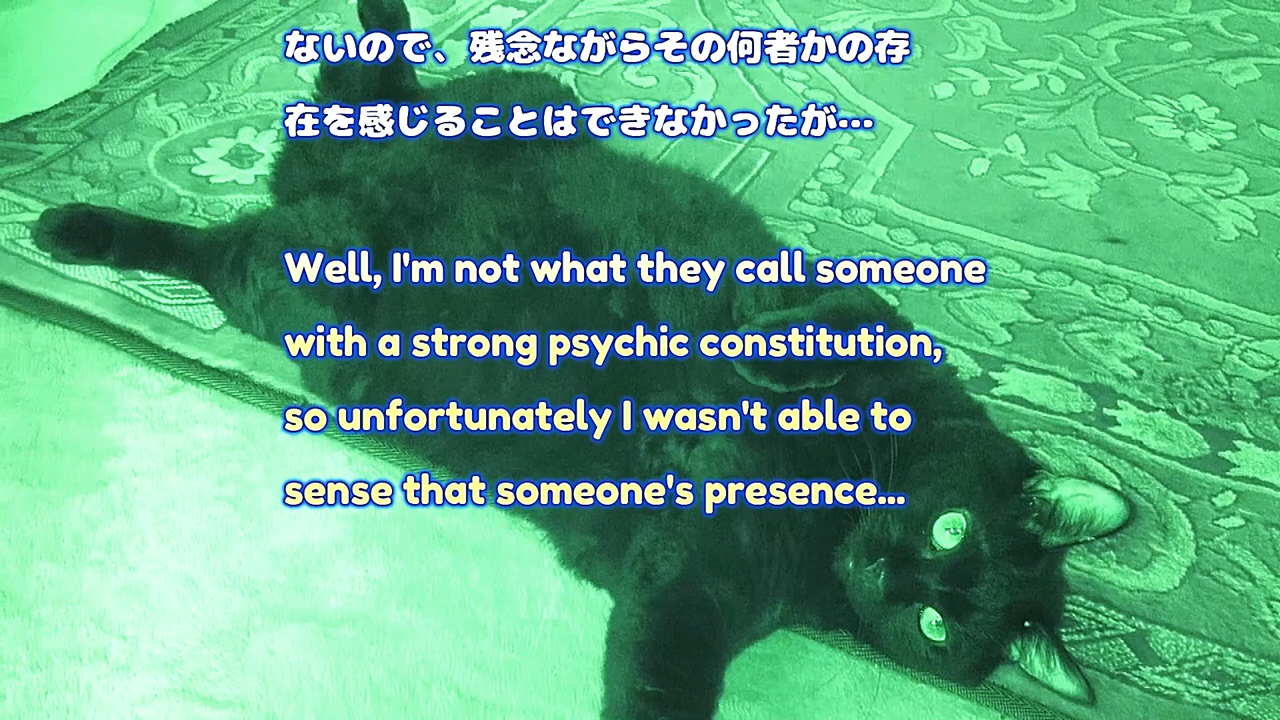 ないので、残念ながらその何者かの存
在を感じることはできなかったが…
Well, I'm not what they call someone
with a strong psychic constitution,
so unfortunately I wasn't able to
sense that someone's presence...